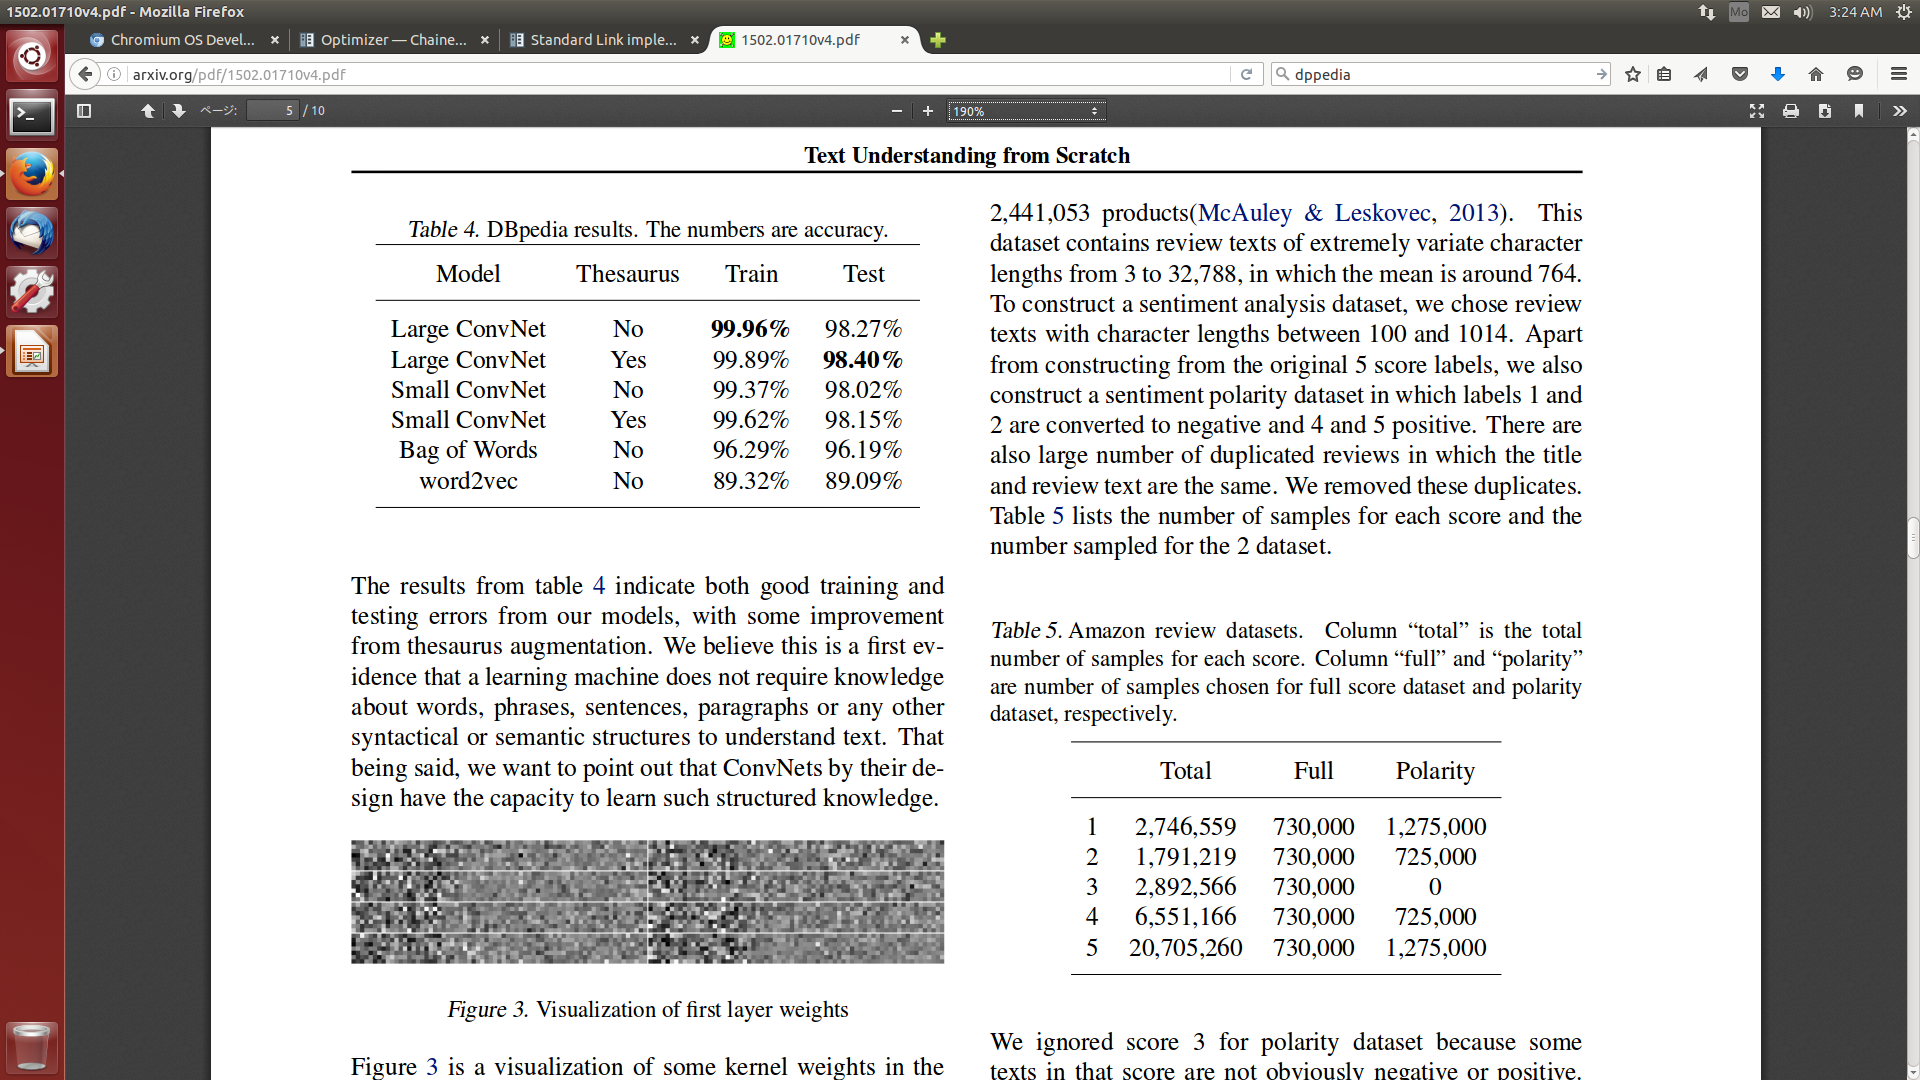 1502.01710v4.pdf - Mozilla Firefox
Mo
3:24 AM
Chromium OS Devel...
Optimizer — Chaine...
Standard Link imple...
1502.01710v4.pdf
arxiv.org/pdf/1502.01710v4.pdf
dppedia
ページ:
5
/ 10
190%
Text Understanding from Scratch
Table 4. DBpedia results. The numbers are accuracy.
Model Thesaurus Train Test
Large ConvNet No 99.96% 98.27%
Large ConvNet Yes 99.89% 98.40%
Small ConvNet No 99.37% 98.02%
Small ConvNet Yes 99.62% 98.15%
Bag of Words No 96.29% 96.19%
word2vec No 89.32% 89.09%
The results from table 4 indicate both good training and
testing errors from our models, with some improvement
from thesaurus augmentation. We believe this is a first ev-
idence that a learning machine does not require knowledge
about words, phrases, sentences, paragraphs or any other
syntactical or semantic structures to understand text. That
being said, we want to point out that ConvNets by their de-
sign have the capacity to learn such structured knowledge.
Figure 3. Visualization of first layer weights
Figure 3 is a visualization of some kernel weights in the
2,441,053 products(McAuley & Leskovec, 2013). This
dataset contains review texts of extremely variate character
lengths from 3 to 32,788, in which the mean is around 764.
To construct a sentiment analysis dataset, we chose review
texts with character lengths between 100 and 1014. Apart
from constructing from the original 5 score labels, we also
construct a sentiment polarity dataset in which labels 1 and
2 are converted to negative and 4 and 5 positive. There are
also large number of duplicated reviews in which the title
and review text are the same. We removed these duplicates.
Table 5 lists the number of samples for each score and the
number sampled for the 2 dataset.
Table 5. Amazon review datasets. Column “total” is the total
number of samples for each score. Column “full” and “polarity”
are number of samples chosen for full score dataset and polarity
dataset, respectively.
Total Full Polarity
1 2,746,559 730,000 1,275,000
2 1,791,219 730,000 725,000
3 2,892,566 730,000 0
4 6,551,166 730,000 725,000
5 20,705,260 730,000 1,275,000
We ignored score 3 for polarity dataset because some
texts in that score are not obviously negative or positive.